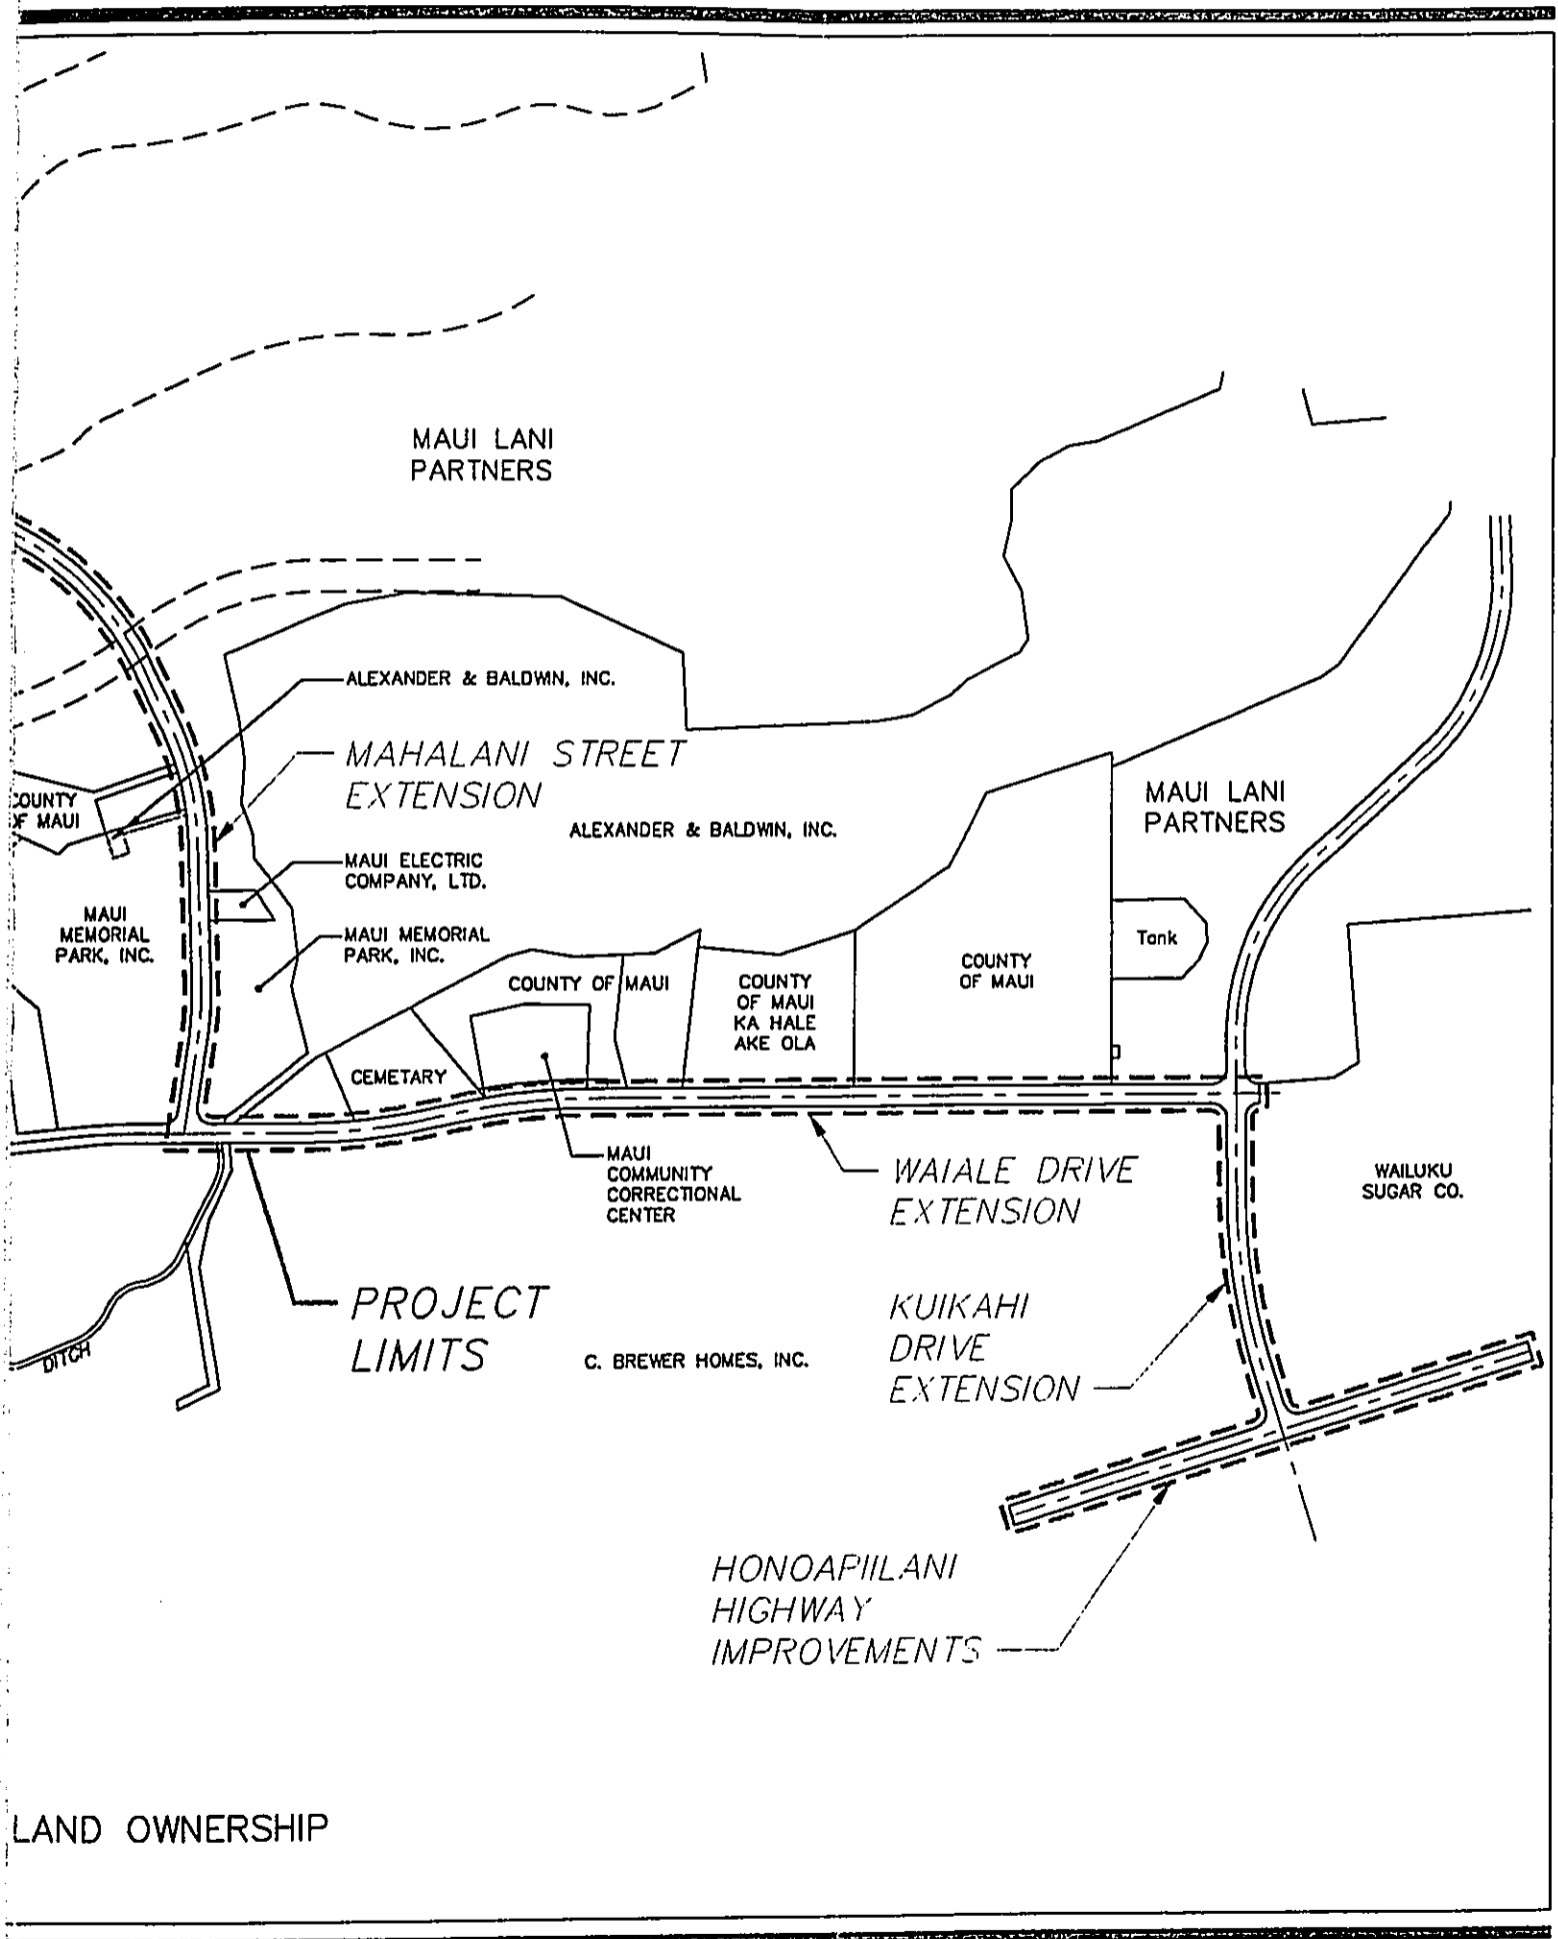 MAUI LANI
PARTNERS
ALEXANDER & BALDWIN, INC.
MAHALANI STREET
EXTENSION
COUNTY
OF MAUI
ALEXANDER & BALDWIN, INC.
MAUI LANI
PARTNERS
MAUI ELECTRIC
COMPANY, LTD.
MAUI
MEMORIAL
PARK, INC.
MAUI MEMORIAL
PARK, INC.
Tank
COUNTY OF MAUI
COUNTY
OF MAUI
KA HALE
AKE OLA
COUNTY
OF MAUI
CEMETARY
MAUI
COMMUNITY
CORRECTIONAL
CENTER
WAIALE DRIVE
EXTENSION
WAILUKU
SUGAR CO.
PROJECT
LIMITS
KUIKAHI
DRIVE
EXTENSION
DITCH
C. BREWER HOMES, INC.
HONOAPIILANI
HIGHWAY
IMPROVEMENTS
LAND OWNERSHIP